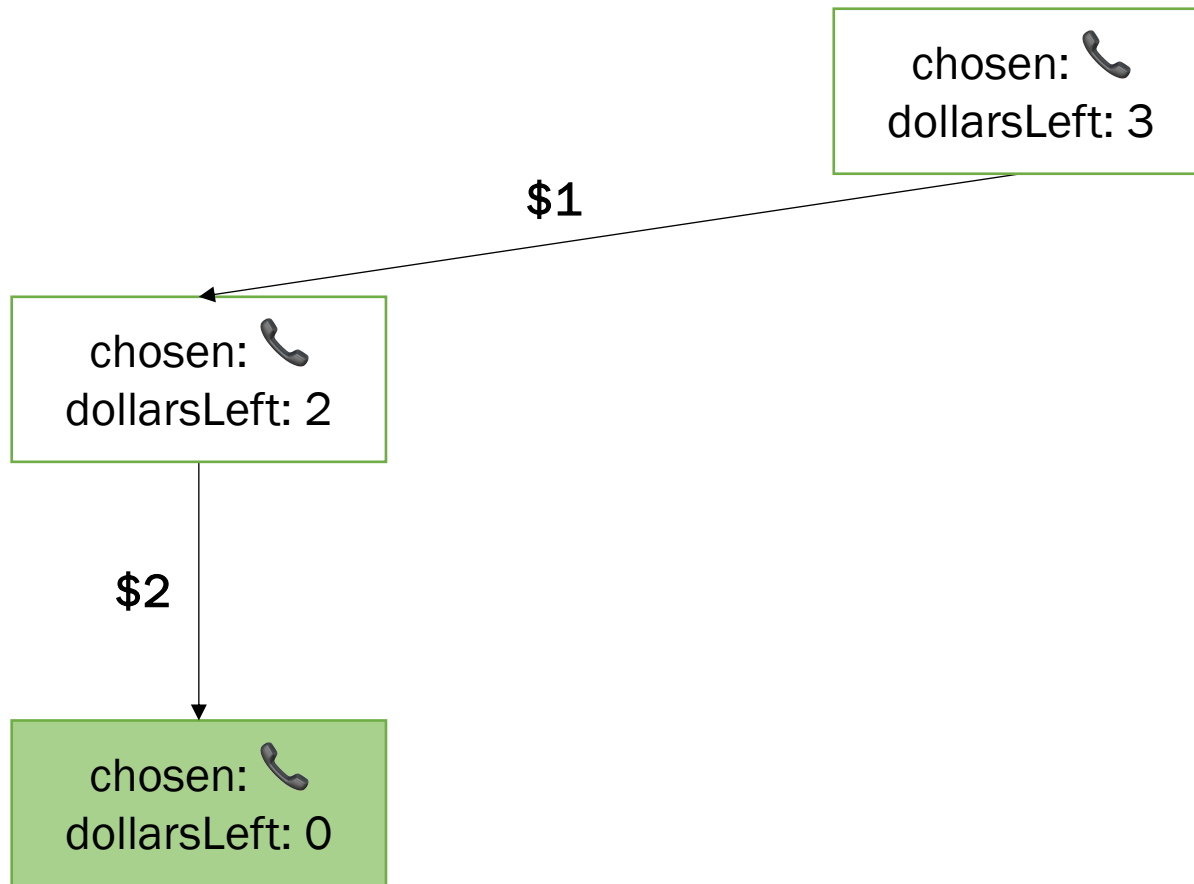 chosen: 📞
dollarsLeft: 3
$1
chosen: 📞
dollarsLeft: 2
$2
chosen: 📞
dollarsLeft: 0